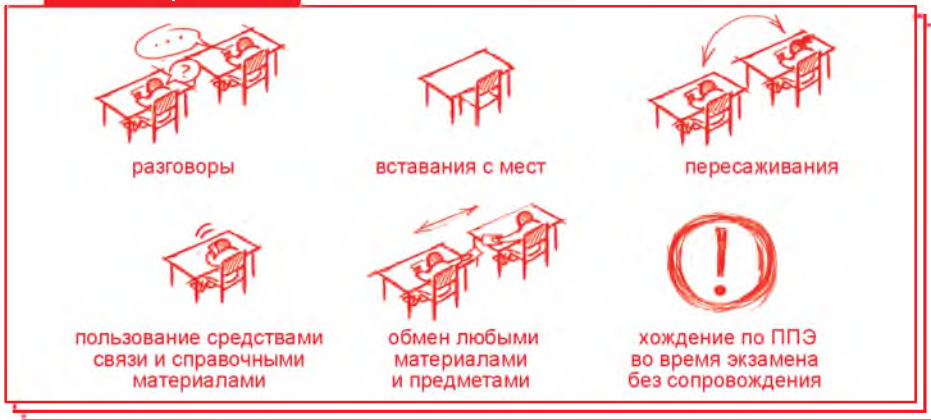 ...
?
разговоры
вставания с мест
пересаживания
пользование средствами
связи и справочными
материалами
обмен любыми
материалами
и предметами
!
хождение по ППЭ
во время экзамена
без сопровождения